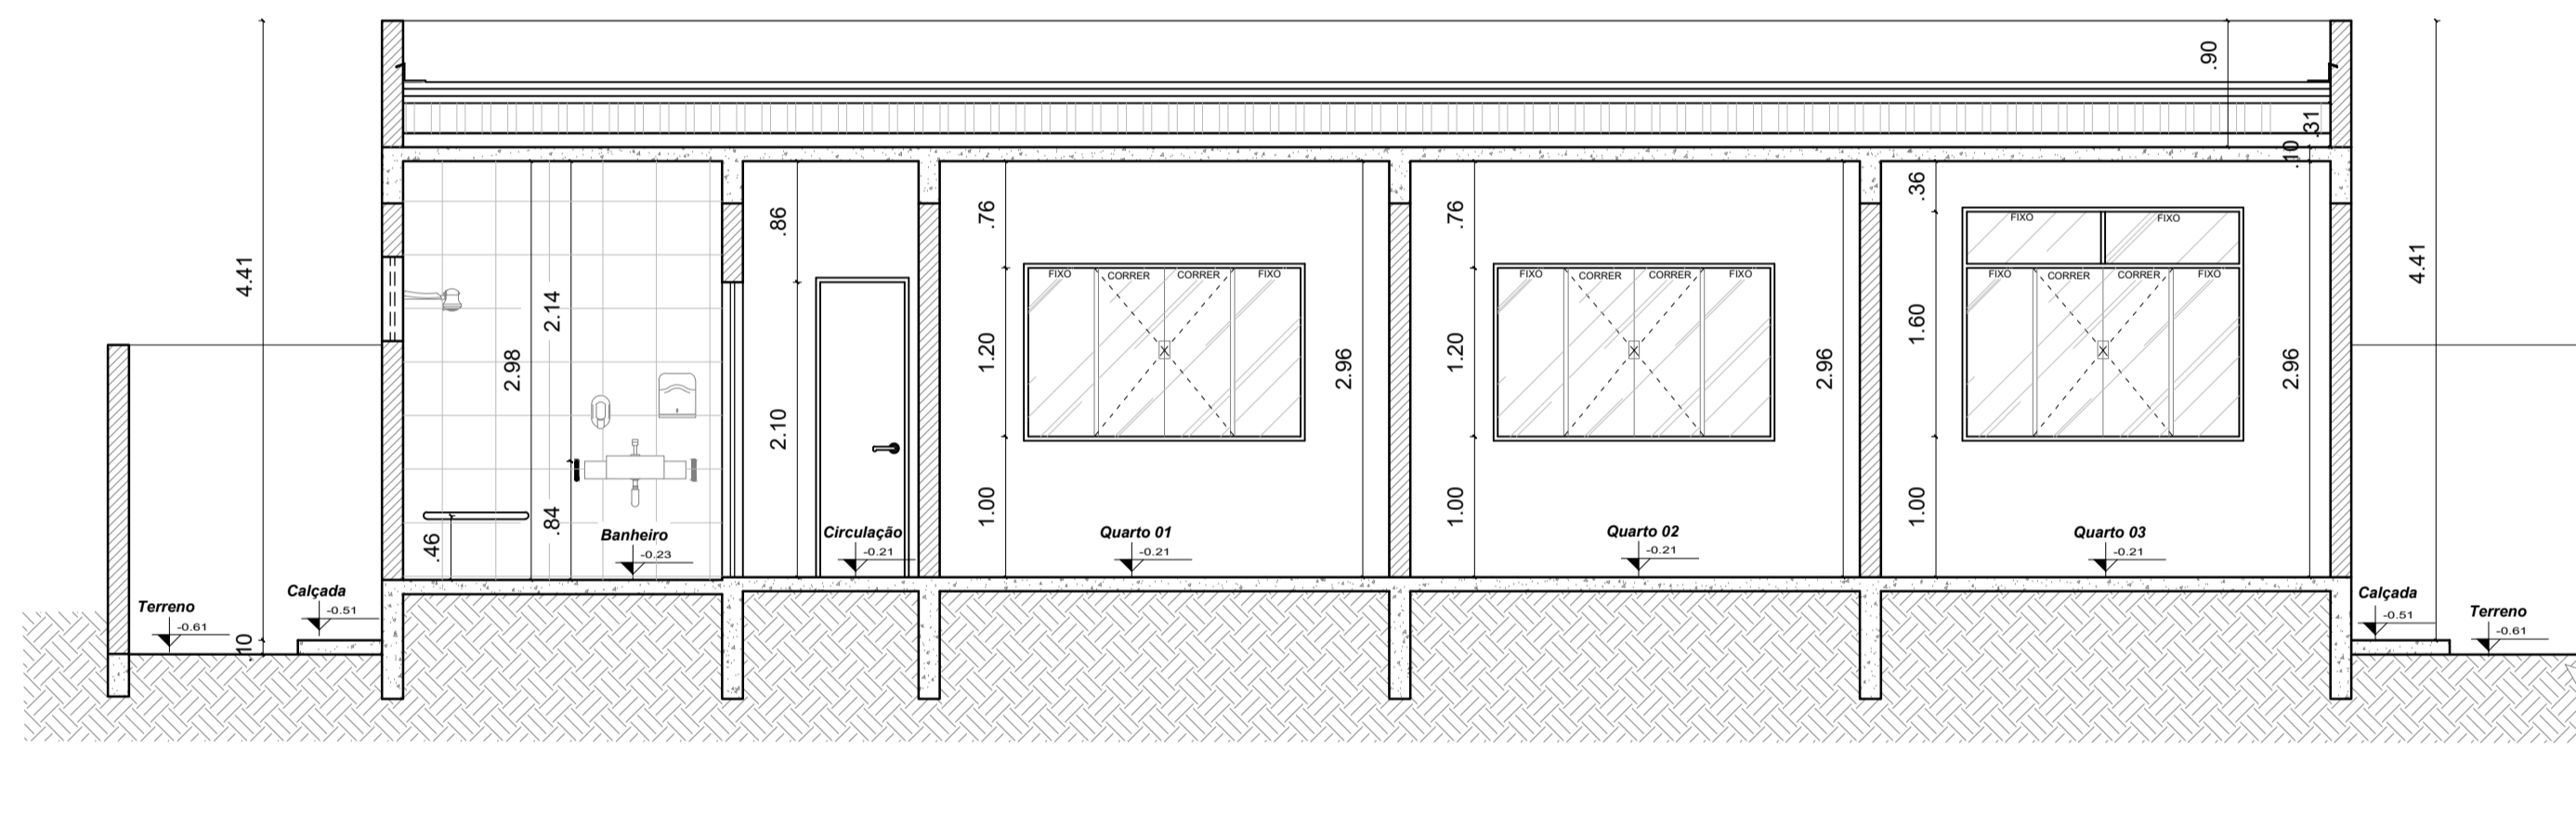 .90
.31
.10
4.41
4.41
.86
.76
.76
.36
FIXO
FIXO
2.14
2.98
2.10
FIXO
CORRER
CORRER
FIXO
1.20
2.96
FIXO
CORRER
CORRER
FIXO
1.20
2.96
FIXO
CORRER
CORRER
FIXO
1.60
2.96
.84
.46
1.00
1.00
1.00
Banheiro
-0.23
Circulação
-0.21
Quarto 01
-0.21
Quarto 02
-0.21
Quarto 03
-0.21
Terreno
-0.61
Calçada
-0.51
.10
Calçada
-0.51
Terreno
-0.61